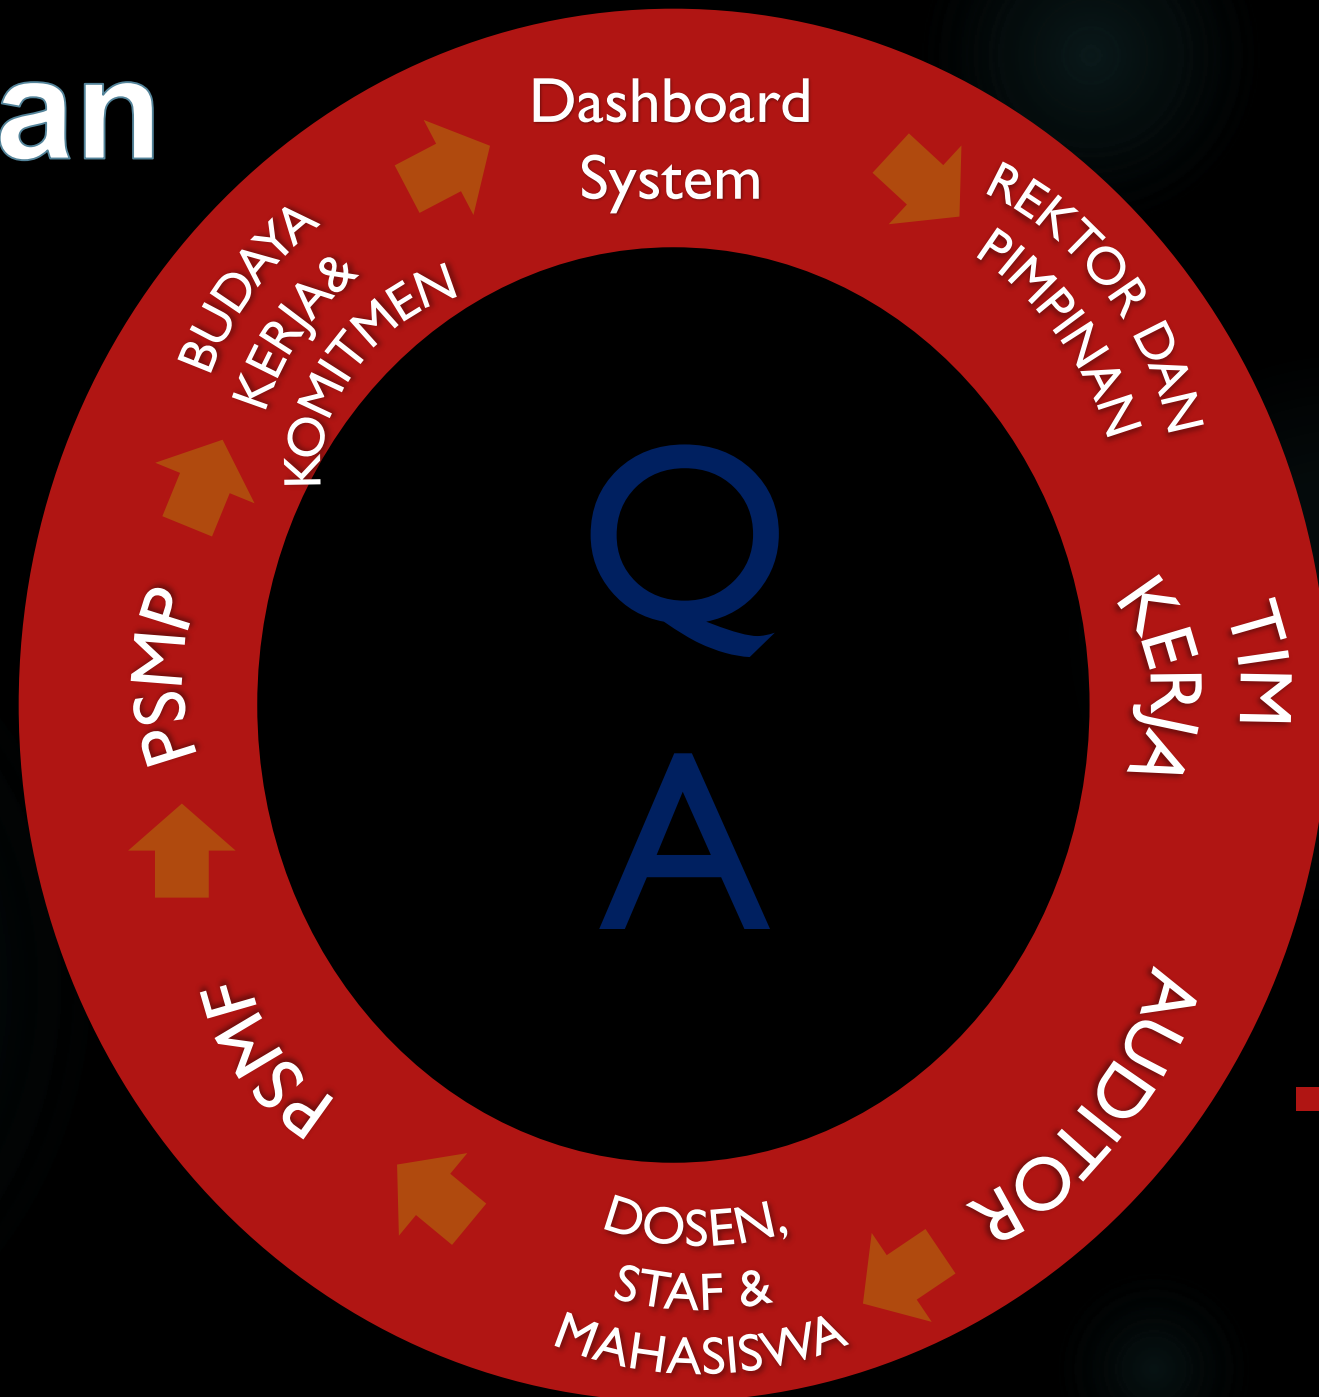 an
Dashboard
System
REKTOR DAN
PIMPINAN
TIM
KERJA
AUDITOR
DOSEN,
STAF &
MAHASISWA
PSMF
PSMP
BUDAYA
KERJA&
KOMITMEN
Q
A